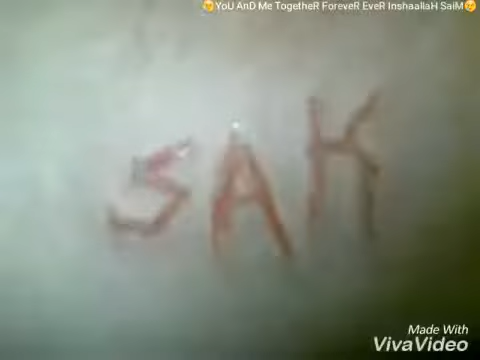 😢YoU AnD Me TogetheR ForeveR EveR InshaallaH SaiM😢
SAK
Made With
VivaVideo